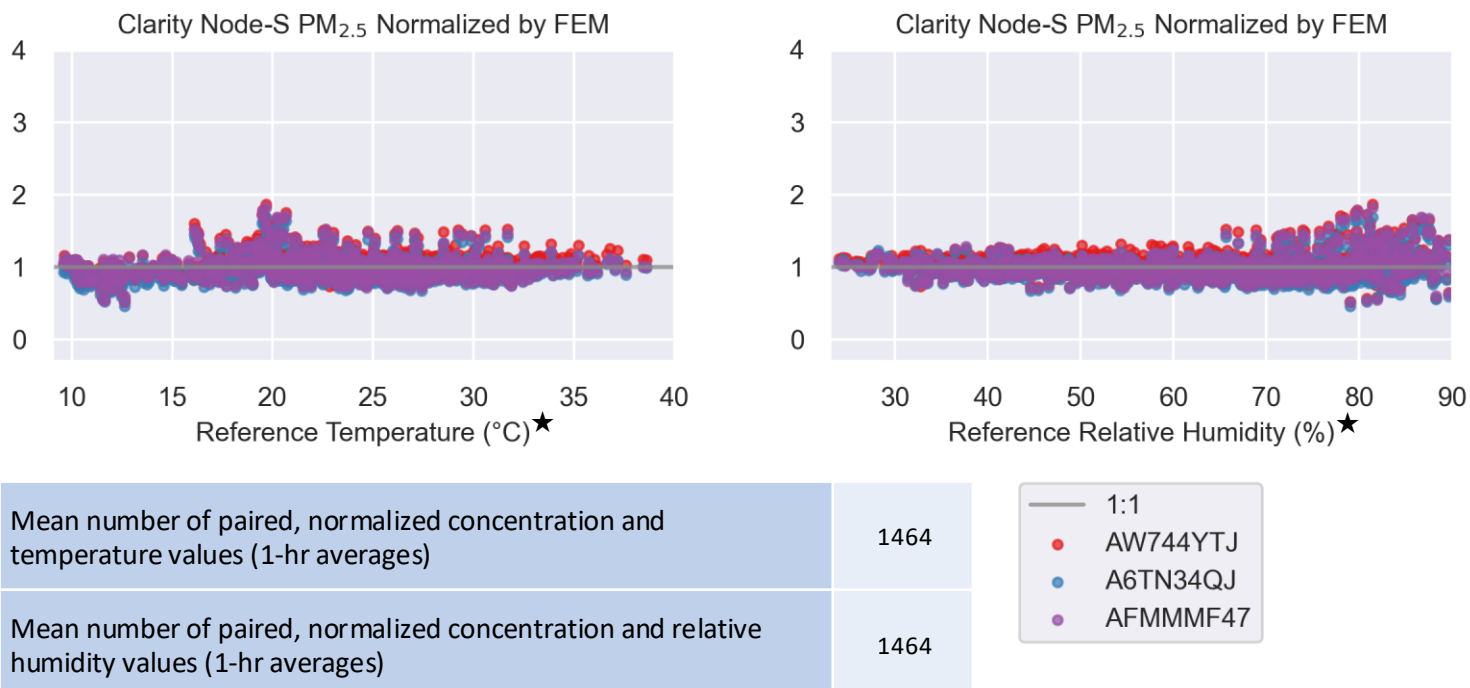 Clarity Node-S PM2.5 Normalized by FEM
4
3
2
1
0
10 15 20 25 30 35 40
Reference Temperature (°C)★
Clarity Node-S PM2.5 Normalized by FEM
4
3
2
1
0
30 40 50 60 70 80 90
Reference Relative Humidity (%)★
Mean number of paired, normalized concentration and
temperature values (1-hr averages)
1464
Mean number of paired, normalized concentration and relative
humidity values (1-hr averages)
1464
1:1
AW744YTJ
A6TN34QJ
AFMMMF47